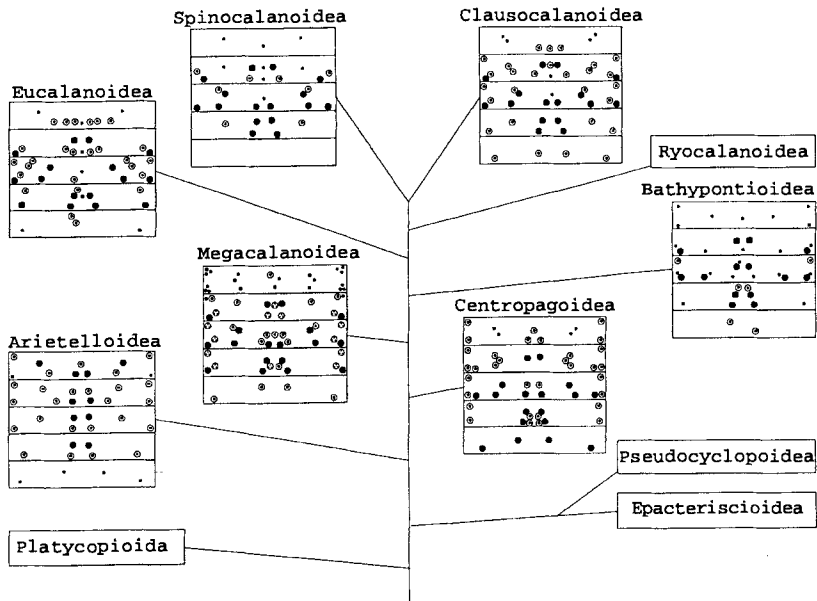 Spinocalanoidea
Clausocalanoidea
Eucalanoidea
Ryocalanoidea
Bathypontioidea
Megacalanoidea
Centropagoidea
Arietelloidea
Pseudocyclopoidea
Epacteriscioidea
Platycopioida